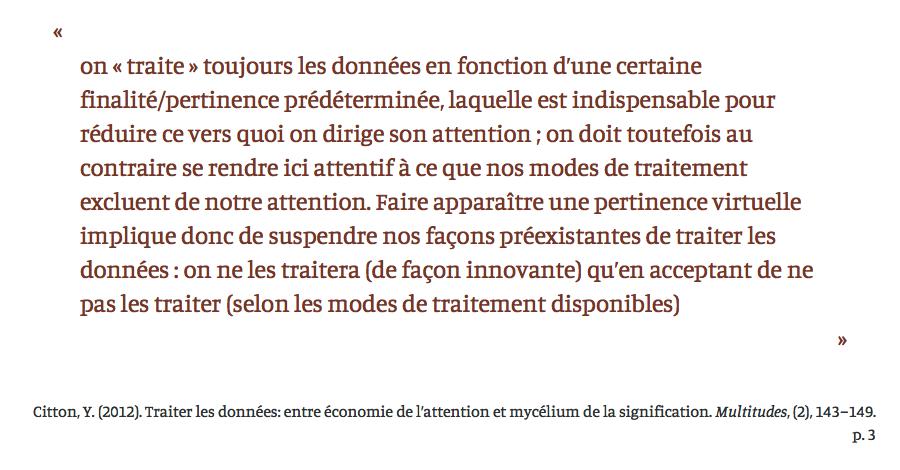 «
on « traite » toujours les données en fonction d’une certaine
finalité/pertinence prédéterminée, laquelle est indispensable pour
réduire ce vers quoi on dirige son attention ; on doit toutefois au
contraire se rendre ici attentif à ce que nos modes de traitement
excluent de notre attention. Faire apparaître une pertinence virtuelle
implique donc de suspendre nos façons préexistantes de traiter les
données : on ne les traitera (de façon innovante) qu’en acceptant de ne
pas les traiter (selon les modes de traitement disponibles)
»
Citton, Y. (2012). Traiter les données: entre économie de l’attention et mycélium de la signification. Multitudes, (2), 143–149.
p. 3